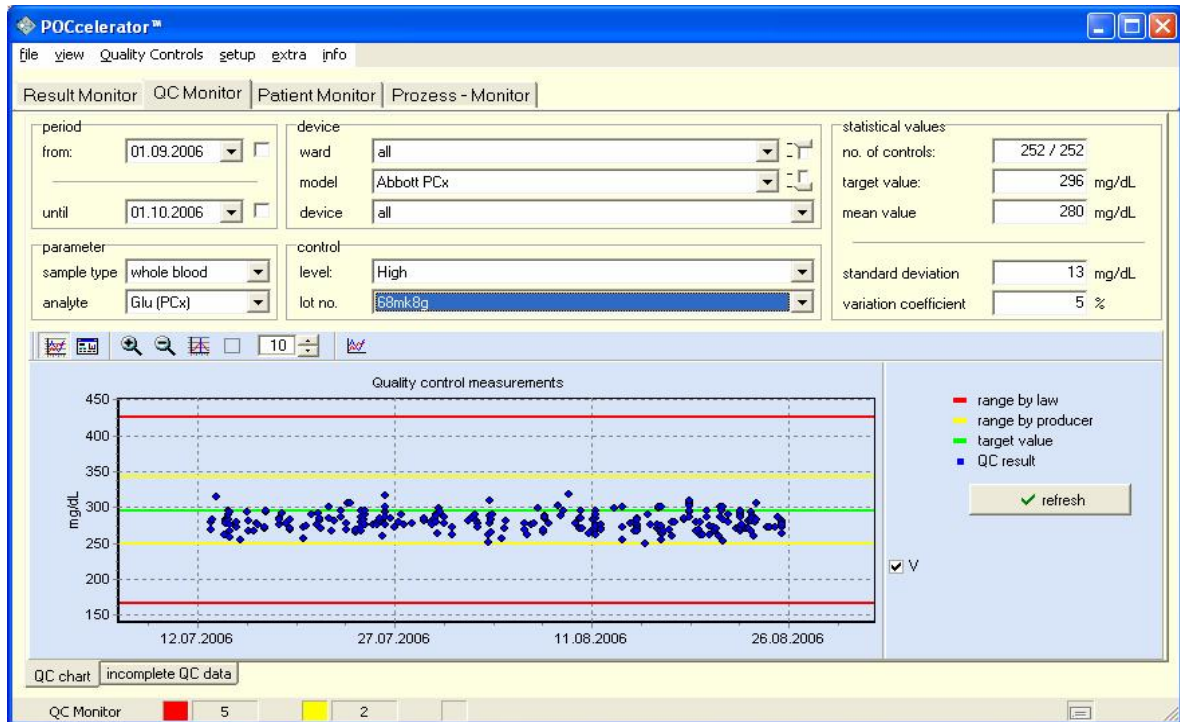 POCcelerator™
file view Quality Controls setup extra info
Result Monitor QC Monitor Patient Monitor Prozess - Monitor
period
from: 01.09.2006
until 01.10.2006
device
ward all
model Abbott PCx
device all
statistical values
no. of controls: 252 / 252
target value: 296 mg/dL
mean value 280 mg/dL
standard deviation 13 mg/dL
variation coefficient 5 %
parameter
sample type whole blood
analyte Glu (PCx)
control
level: High
lot no. 68mk8g
10
Quality control measurements
mg/dL
450
400
350
300
250
200
150
12.07.2006 27.07.2006 11.08.2006 26.08.2006
range by law
range by producer
target value
QC result
refresh
V
QC chart incomplete QC data
QC Monitor 5 2